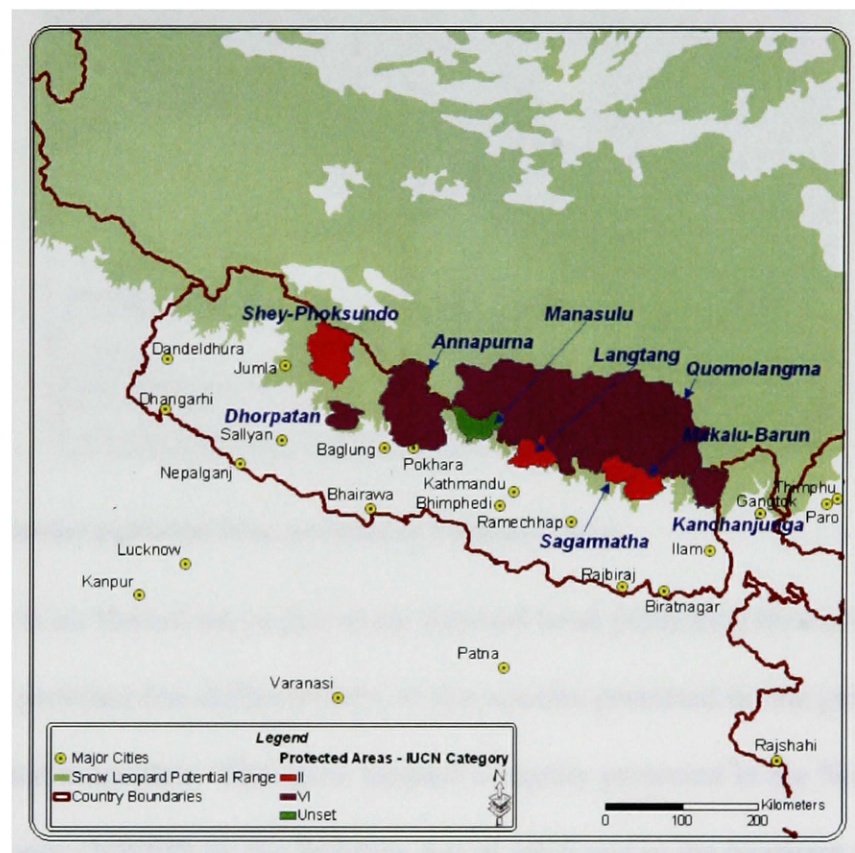 Shey-Phoksundo
Manasulu
Annapurna
Langtang
Quomolangma
Dandeldhura
Jumla
Dhangarhi
Dhorpatan
Makalu-Barun
Sallyan
Baglung
Pokhara
Nepalganj
Kathmandu
Thimphu
Bhairawa
Bhimphedi
Gangtok
Paro
Ramechhap
Kanchanjunga
Sagarmatha
Ilam
Lucknow
Kanpur
Rajbiraj
Biratnagar
Patna
Varanasi
Rajshahi
Legend
Major Cities
Protected Areas - IUCN Category
Snow Leopard Potential Range
II
Country Boundaries
VI
Unset
N
Kilometers
0 100 200